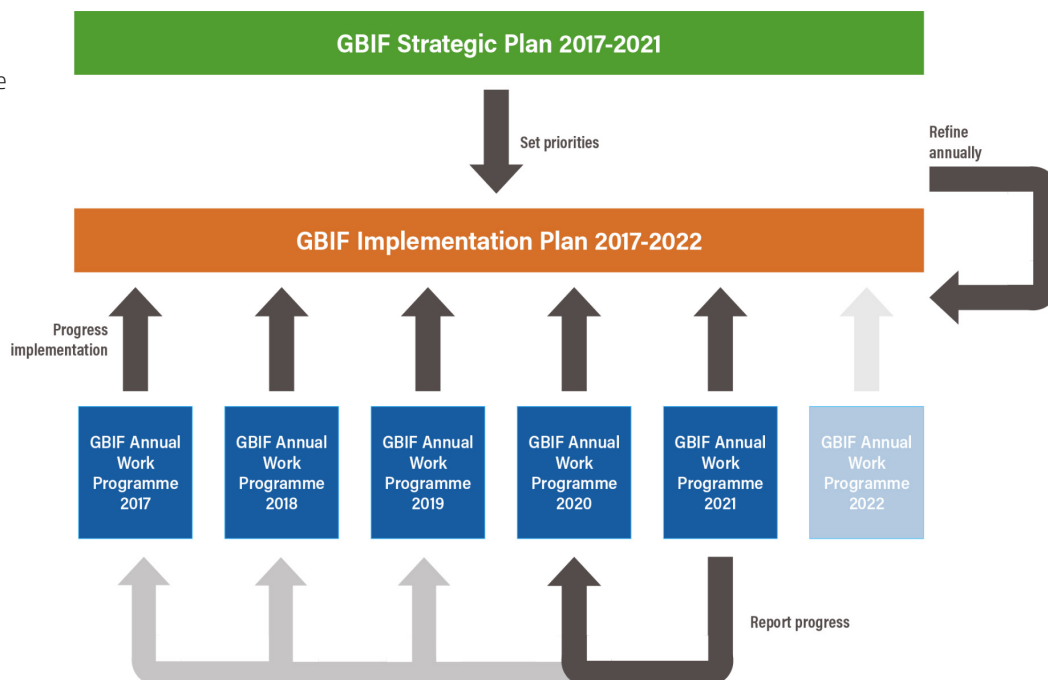 GBIF Strategic Plan 2017-2021
e
Set priorities
Refine
annually
GBIF Implementation Plan 2017-2022
Progress
implementation
GBIF Annual
Work
Programme
2017
GBIF Annual
Work
Programme
2018
GBIF Annual
Work
Programme
2019
GBIF Annual
Work
Programme
2020
GBIF Annual
Work
Programme
2021
GBIF Annual
Work
Programme
2022
Report progress